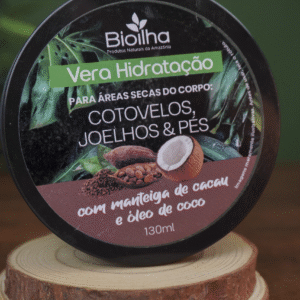 Bioilha
Produtos Naturais da Amazônia
Vera Hidratação
PARA ÁREAS SECAS DO CORPO:
COTOVELOS,
JOELHOS & PÉS
com manteiga de cacau
e óleo de coco
130ml